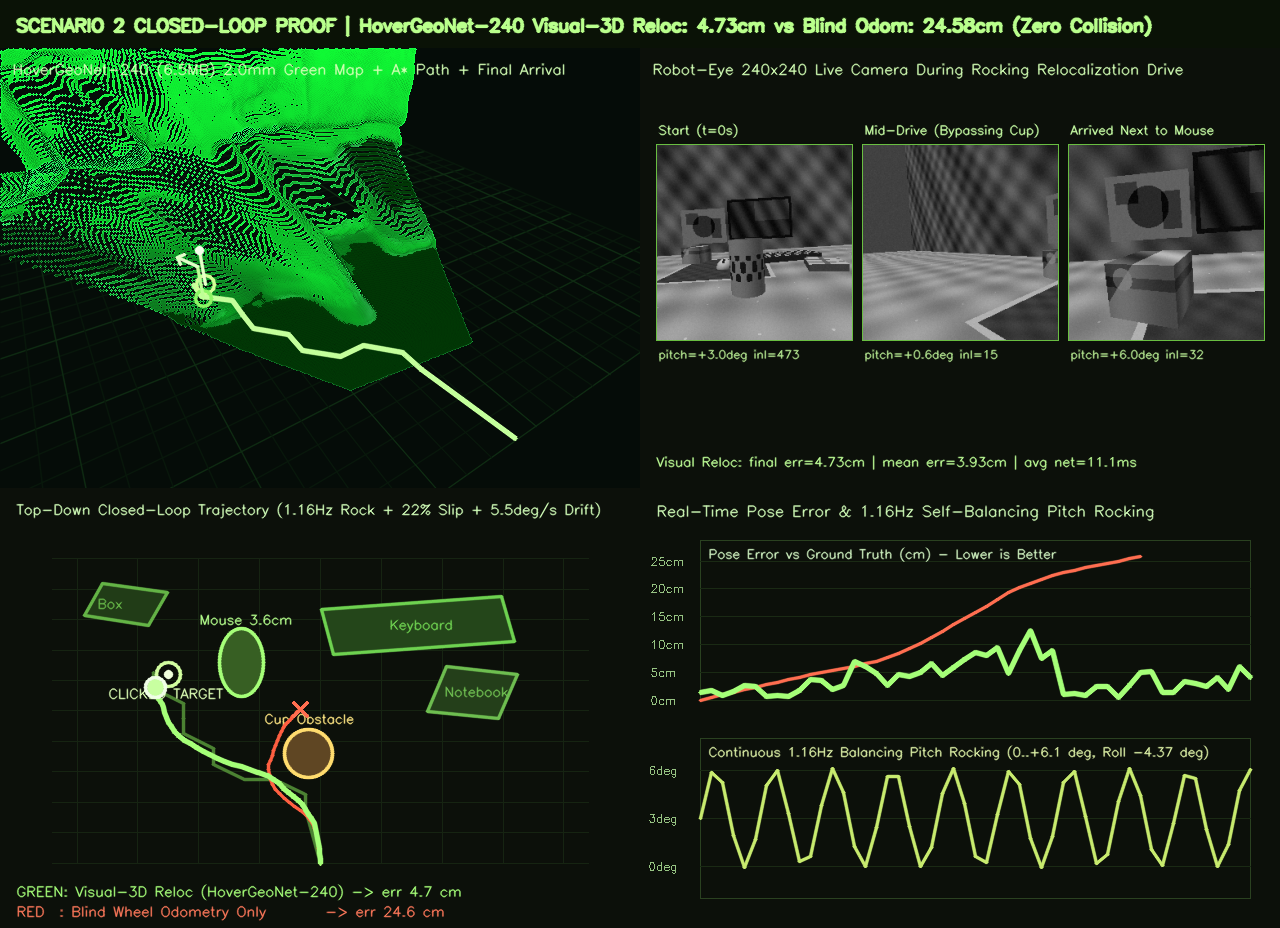 SCENARIO 2 CLOSED-LOOP PROOF | HoverGeoNet-240 Visual-3D Reloc: 4.73cm vs Blind Odom: 24.58cm (Zero Collision)
HoverGeoNet-240 (6.5MB) 2.0mm Green Map + A* Path + Final Arrival
Robot-Eye 240x240 Live Camera During Rocking Relocalization Drive
Start (t=0s)
Mid-Drive (Bypassing Cup)
Arrived Next to Mouse
pitch=+3.0deg inl=473
pitch=+0.6deg inl=15
pitch=+6.0deg inl=32
Visual Reloc: final err=4.73cm | mean err=3.93cm | avg net=11.1ms
Top-Down Closed-Loop Trajectory (1.16Hz Rock + 22% Slip + 5.5deg/s Drift)
Box
Mouse 3.6cm
Keyboard
Notebook
CLICK TARGET
Cup Obstacle
GREEN: Visual-3D Reloc (HoverGeoNet-240) -> err 4.7 cm
RED : Blind Wheel Odometry Only -> err 24.6 cm
Real-Time Pose Error & 1.16Hz Self-Balancing Pitch Rocking
Pose Error vs Ground Truth (cm) - Lower is Better
25cm
20cm
15cm
10cm
5cm
0cm
Continuous 1.16Hz Balancing Pitch Rocking (0..+6.1 deg, Roll -4.37 deg)
6deg
3deg
0deg